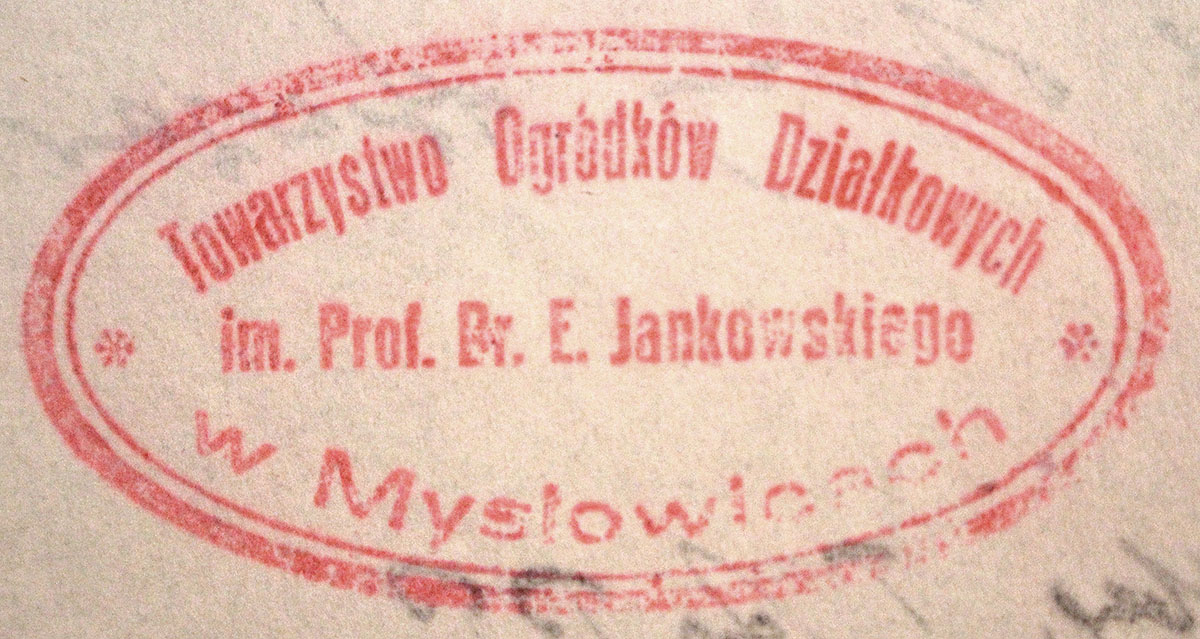 Towarzystwo Ogródków Działkowych
im. Prof. Dr. E. Jankowskiego
w Mysłowicach